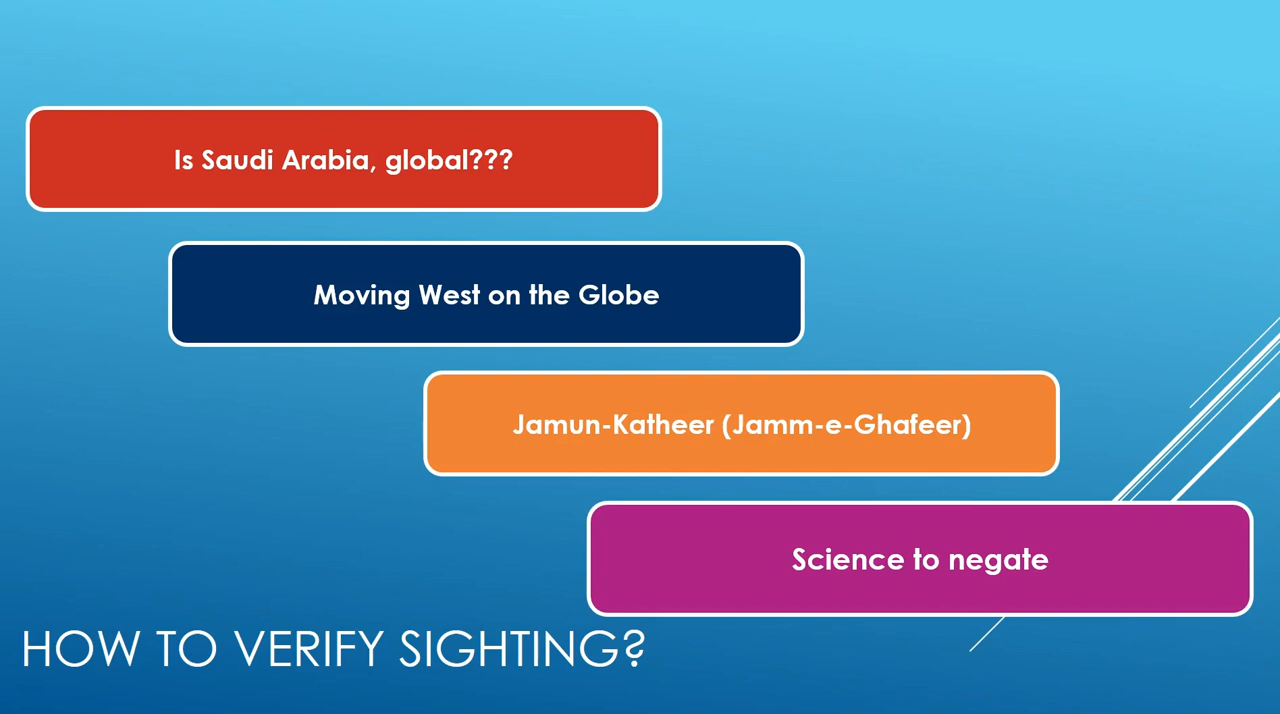 Is Saudi Arabia, global???
Moving West on the Globe
Jamun-Katheer (Jamm-e-Ghafeer)
Science to negate
HOW TO VERIFY SIGHTING?